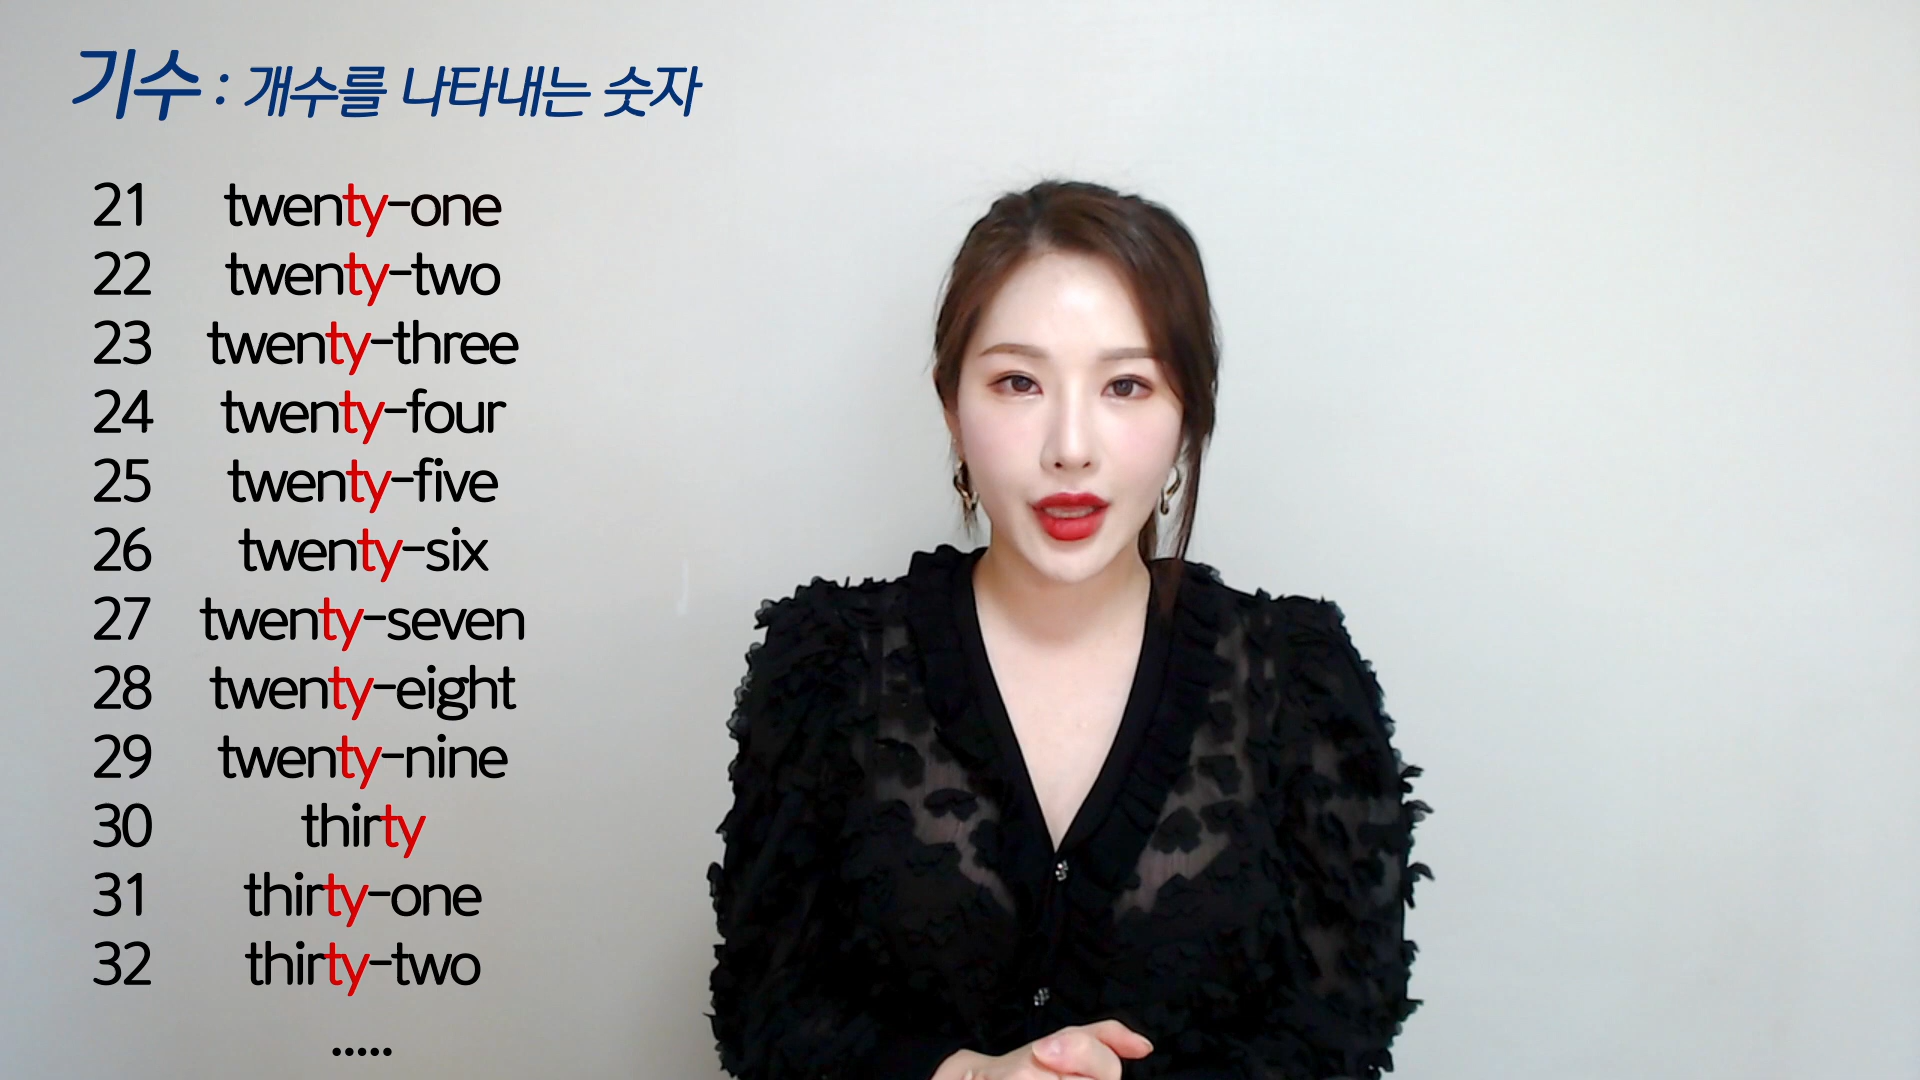 기수 : 개수를 나타내는 숫자
21 twenty-one
22 twenty-two
23 twenty-three
24 twenty-four
25 twenty-five
26 twenty-six
27 twenty-seven
28 twenty-eight
29 twenty-nine
30 thirty
31 thirty-one
32 thirty-two
.....